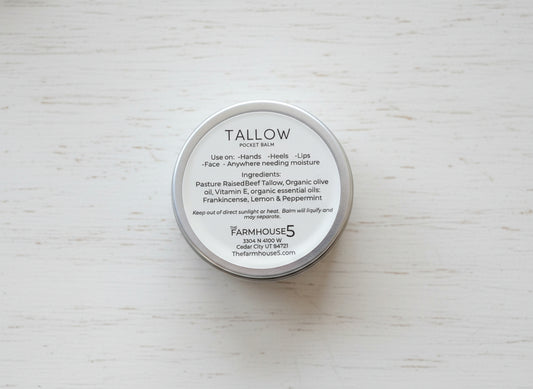 TALLOW
POCKET BALM
Use on: -Hands -Heels -Lips
-Face - Anywhere needing moisture
Ingredients:
Pasture RaisedBeef Tallow, Organic olive
oil, Vitamin E, organic essential oils:
Frankincense, Lemon & Peppermint
Keep out of direct sunlight or heat. Balm will liquify and
may separate.
THE FARMHOUSE5
3304 N 4100 W
Cedar City UT 84721
Thefarmhouse5.com